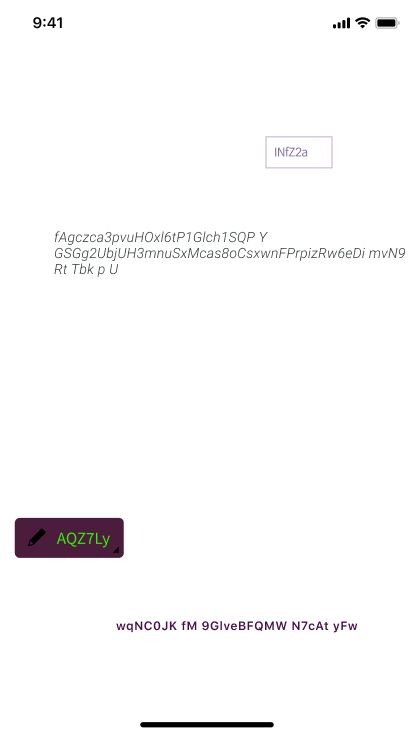 9:41
INfZ2a
fAgczca3pvuHOxl6tP1Glch1SQP Y
GSGg2UbjUH3mnuSxMcas8oCsxwnFPrpizRw6eDi mvN9
Rt Tbk p U
AQZ7Ly
wqNC0JK fM 9GlveBFQMW N7cAt yFw